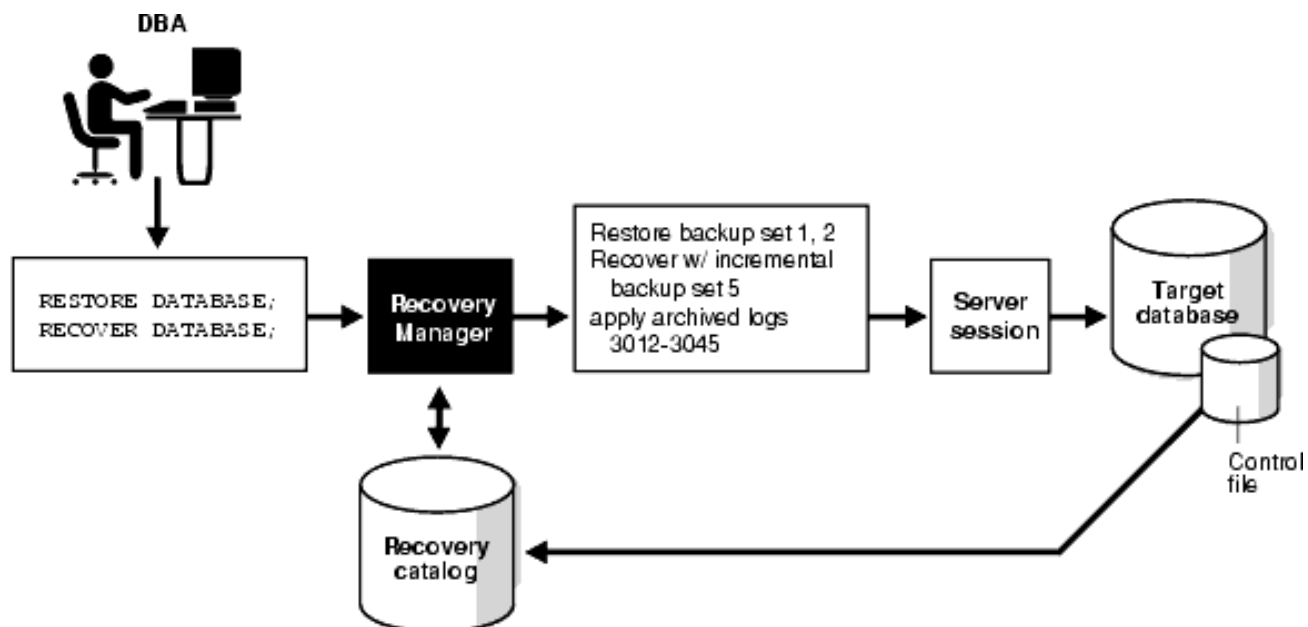 DBA
RESTORE DATABASE;
RECOVER DATABASE;
Recovery
Manager
Restore backup set 1, 2
Recover w/ incremental
backup set 5
apply archived logs
3012-3045
Server
session
Target
database
Control
file
Recovery
catalog